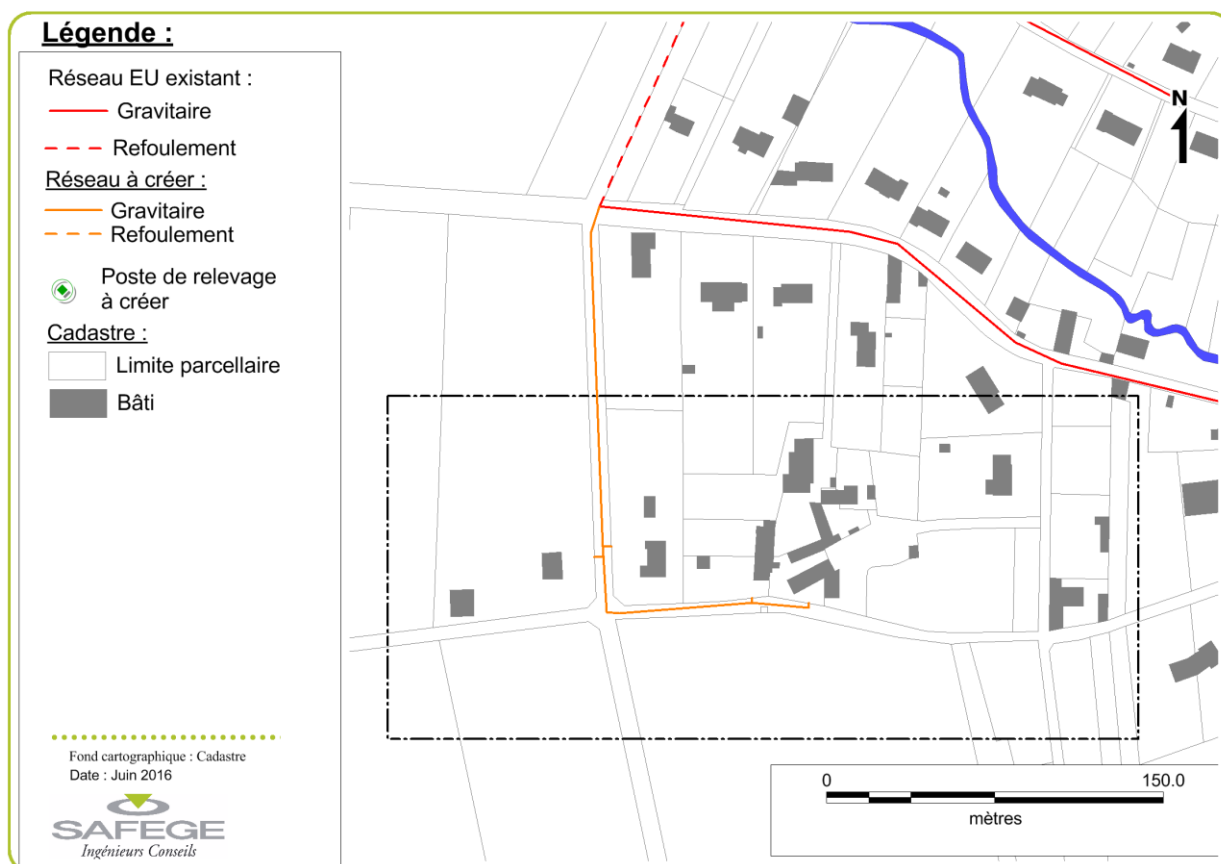 Légende :
Réseau EU existant :
Gravitaire
Refoulement
Réseau à créer :
Gravitaire
Refoulement
Poste de relevage
à créer
Cadastre :
Limite parcellaire
Bâti
Fond cartographique : Cadastre
Date : Juin 2016
SAFEGE
Ingénieurs Conseils
N
0 150.0
mètres